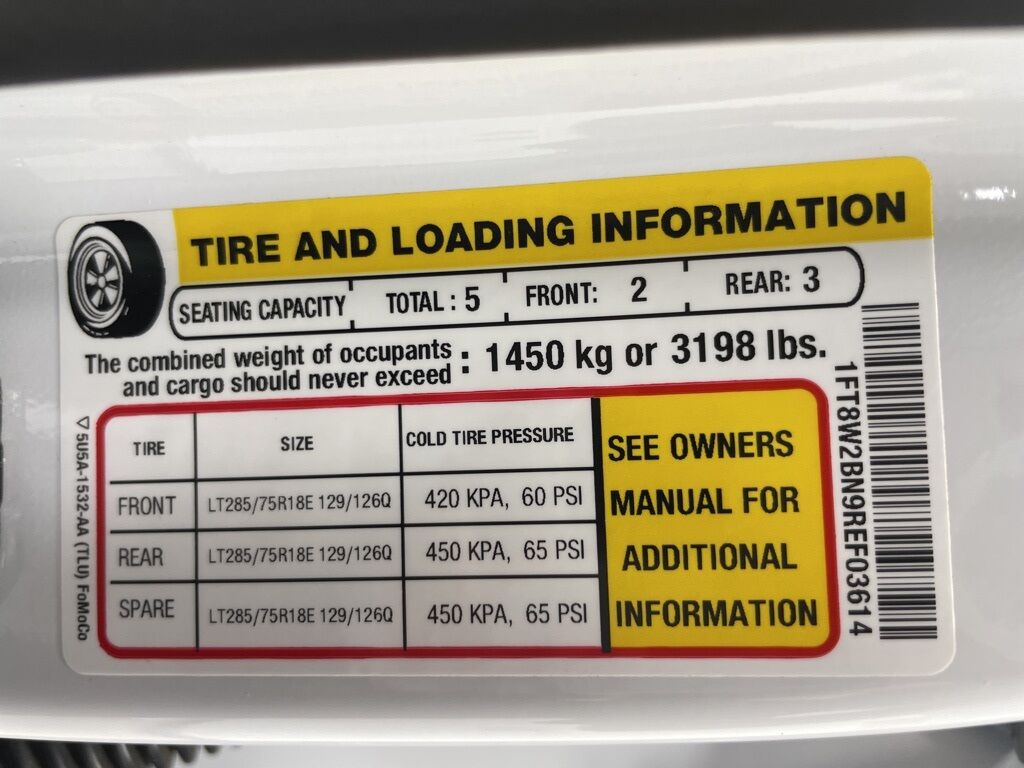 TIRE AND LOADING INFORMATION
SEATING CAPACITY TOTAL : 5 FRONT: 2 REAR: 3
The combined weight of occupants
and cargo should never exceed : 1450 kg or 3198 lbs.
TIRE SIZE COLD TIRE PRESSURE
FRONT LT285/75R18E 129/126Q 420 KPA, 60 PSI
REAR LT285/75R18E 129/126Q 450 KPA, 65 PSI
SPARE LT285/75R18E 129/126Q 450 KPA, 65 PSI
SEE OWNERS
MANUAL FOR
ADDITIONAL
INFORMATION
1FT8W2BN9REF03614
5U5A-1532-AA (TLU) FoMoCo